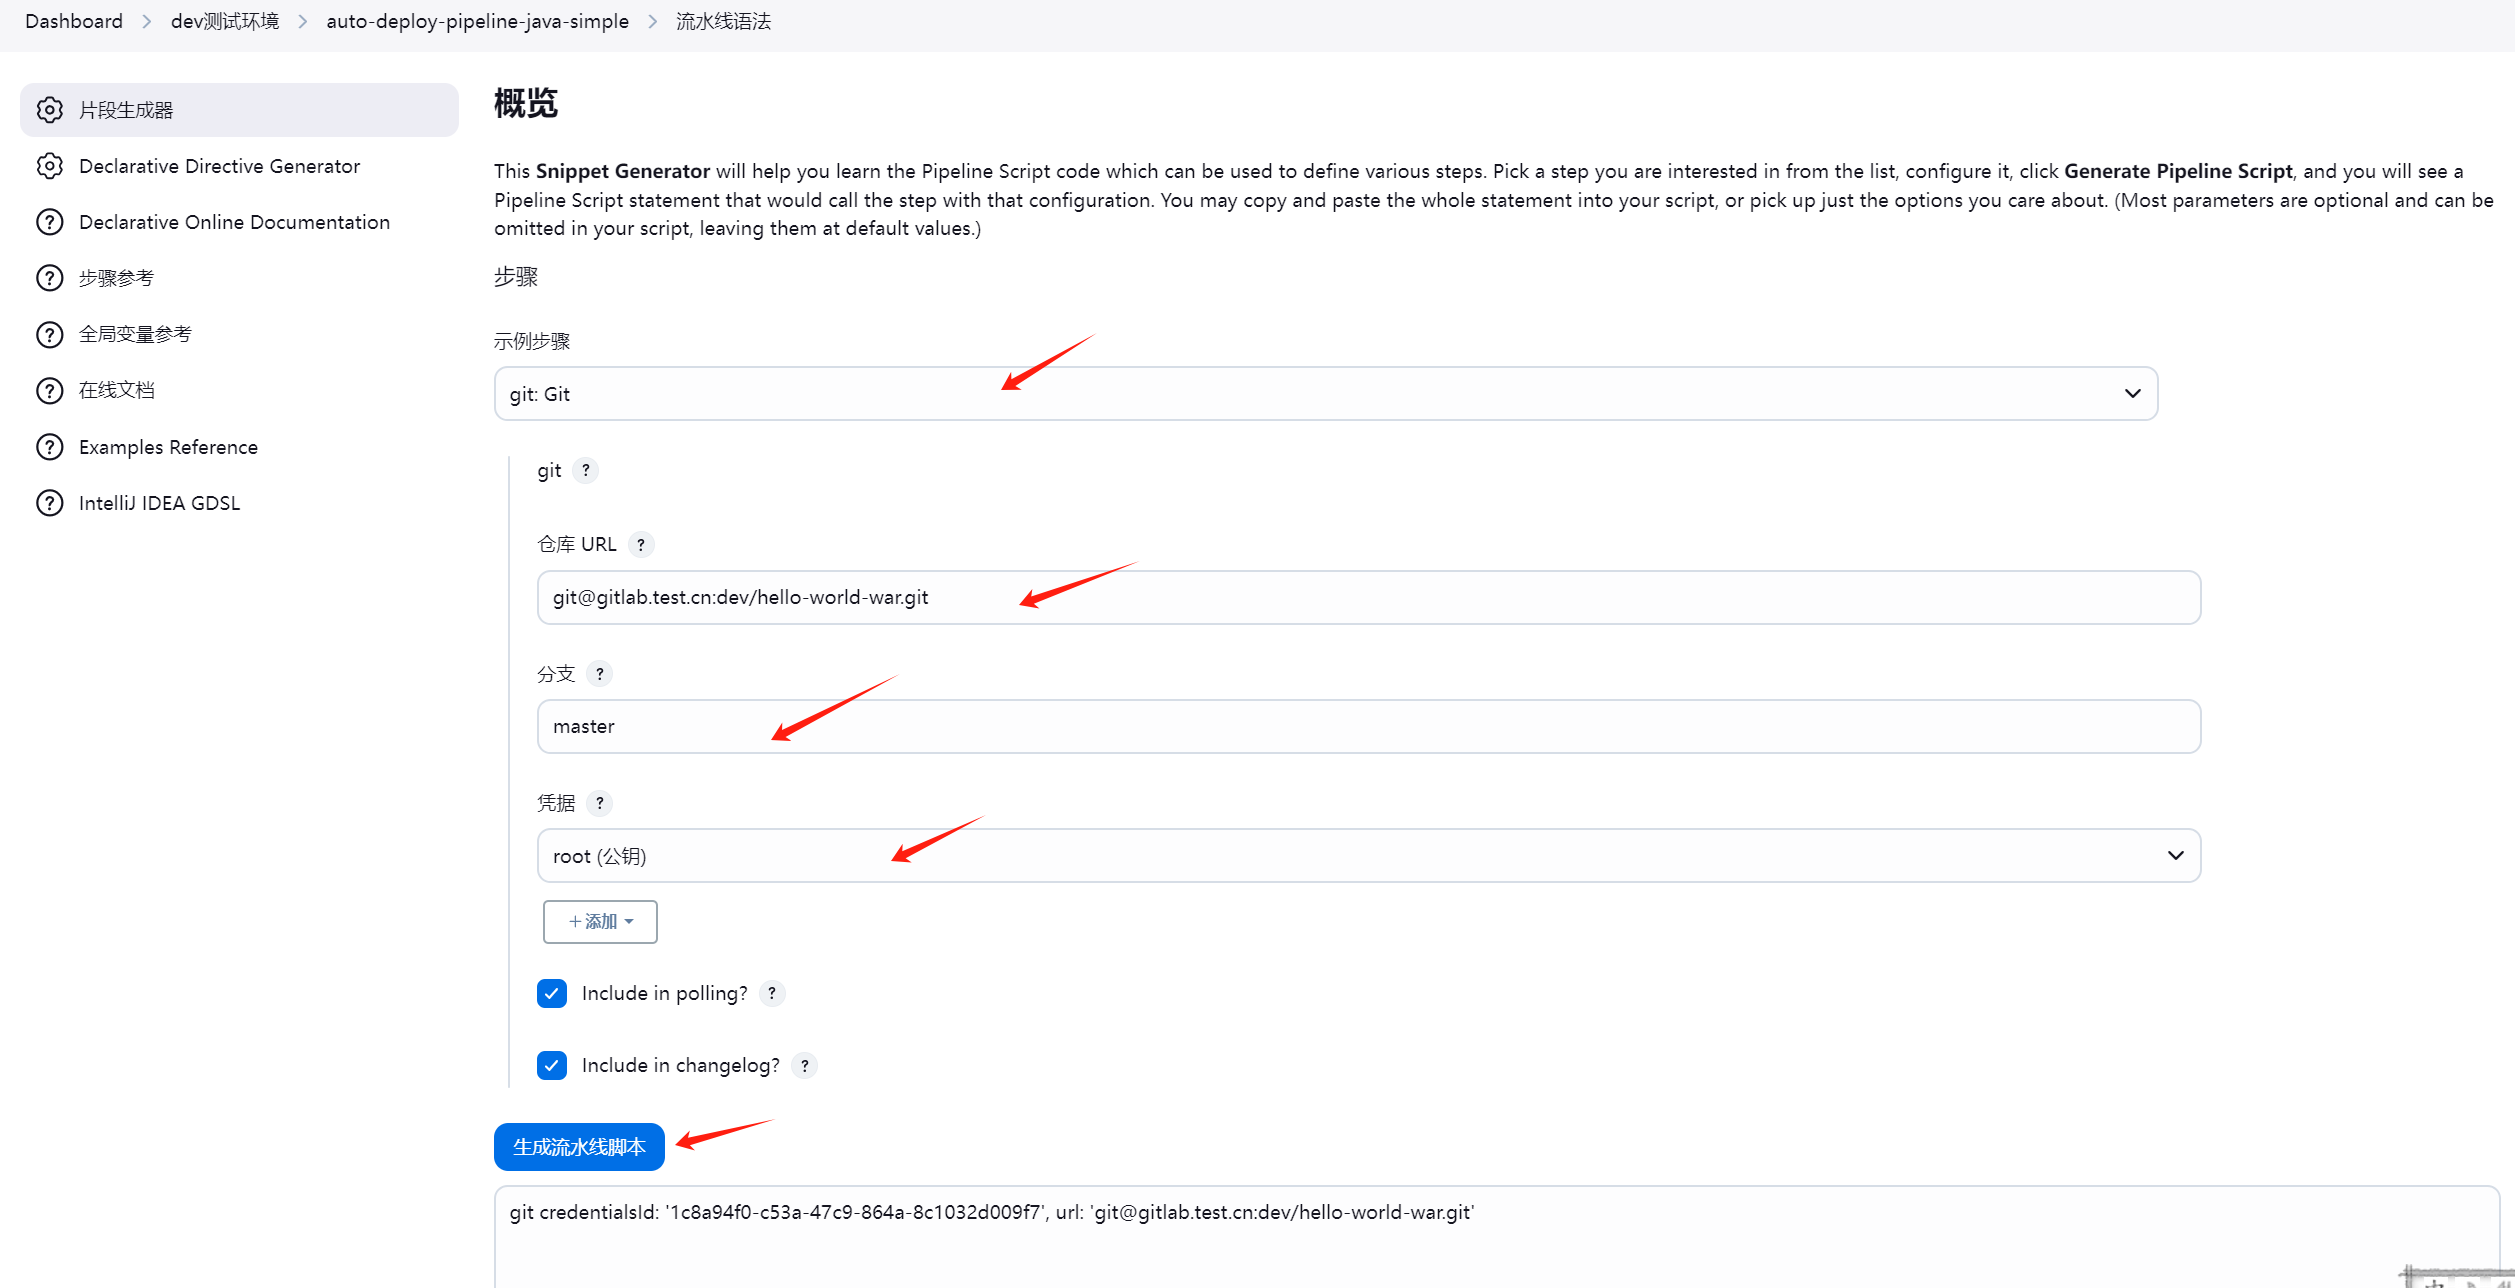 Dashboard > dev测试环境 > auto-deploy-pipeline-java-simple > 流水线语法
片段生成器
Declarative Directive Generator
Declarative Online Documentation
步骤参考
全局变量参考
在线文档
Examples Reference
IntelliJ IDEA GDSL
概览
This Snippet Generator will help you learn the Pipeline Script code which can be used to define various steps. Pick a step you are interested in from the list, configure it, click Generate Pipeline Script, and you will see a
Pipeline Script statement that would call the step with that configuration. You may copy and paste the whole statement into your script, or pick up just the options you care about. (Most parameters are optional and can be
omitted in your script, leaving them at default values.)
步骤
示例步骤
git: Git
git ?
仓库 URL ?
git@gitlab.test.cn:dev/hello-world-war.git
分支 ?
master
凭据 ?
root (公钥)
+添加
Include in polling? ?
Include in changelog? ?
生成流水线脚本
git credentialsId: '1c8a94f0-c53a-47c9-864a-8c1032d009f7', url: 'git@gitlab.test.cn:dev/hello-world-war.git'